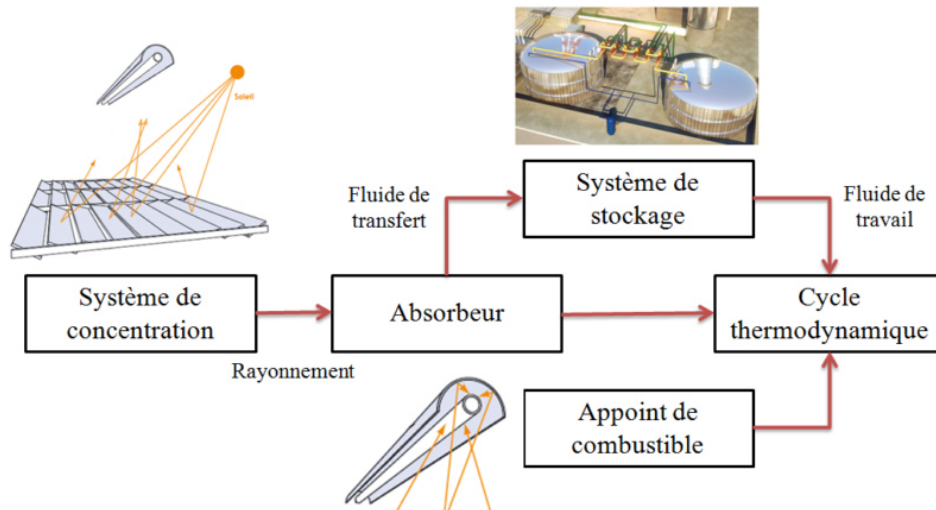 Soleil
Fluide de
transfert
Système de
stockage
Fluide de
travail
Système de
concentration
Rayonnement
Absorbeur
Cycle
thermodynamique
Appoint de
combustible